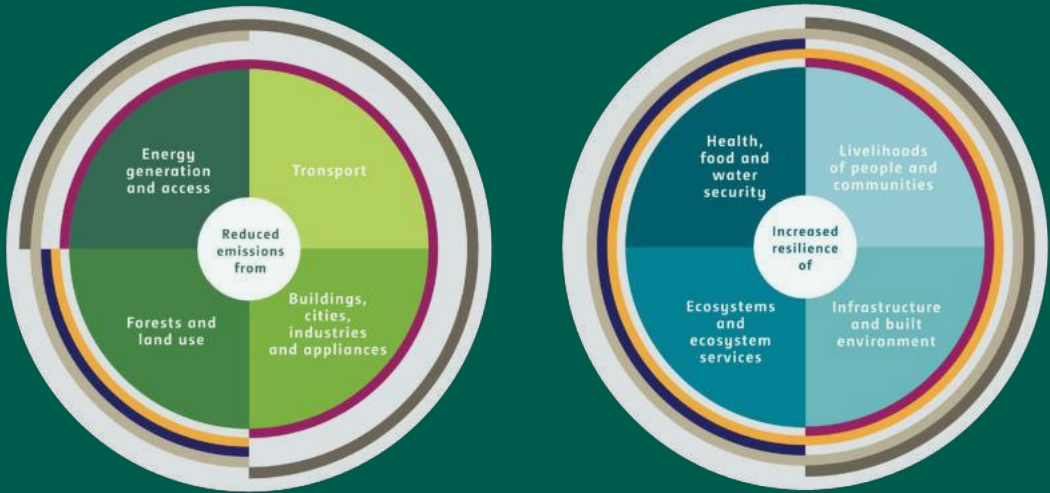 Energy
generation
and access
Transport
Reduced
emissions
from
Forests and
land use
Buildings,
cities,
industries
and appliances
Health,
food and
water
security
Livelihoods
of people and
communities
Increased
resilience
of
Ecosystems
and
ecosystem
services
Infrastructure
and built
environment